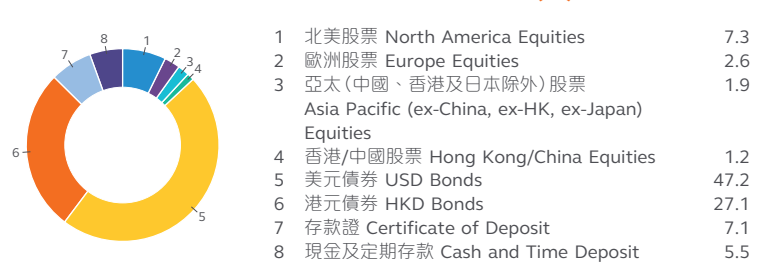 1 北美股票 North America Equities 7.3
2 歐洲股票 Europe Equities 2.6
3 亞太(中國、香港及日本除外)股票 1.9
Asia Pacific (ex-China, ex-HK, ex-Japan)
Equities
4 香港/中國股票 Hong Kong/China Equities 1.2
5 美元債券 USD Bonds 47.2
6 港元債券 HKD Bonds 27.1
7 存款證 Certificate of Deposit 7.1
8 現金及定期存款 Cash and Time Deposit 5.5
8
1
7
2
3
4
6
5